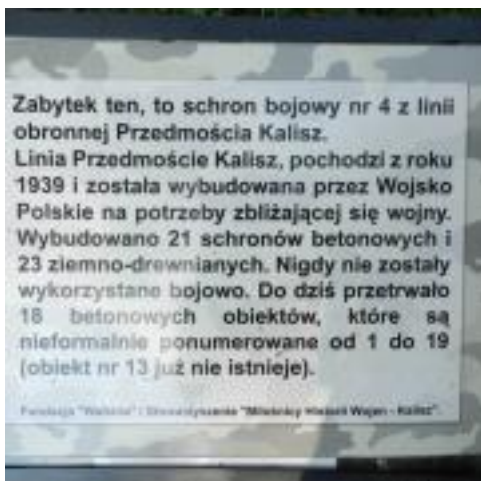 Zabytek ten, to schron bojowy nr 4 z linii
obronnej Przedmościa Kalisz.
Linia Przedmoście Kalisz, pochodzi z roku
1939 i została wybudowana przez Wojsko
Polskie na potrzeby zbliżającej się wojny.
Wybudowano 21 schronów betonowych i
23 ziemno-drewnianych. Nigdy nie zostały
wykorzystane bojowo. Do dziś przetrwało
18 betonowych obiektów, które są
nieformalnie ponumerowane od 1 do 19
(obiekt nr 13 już nie istnieje).
Fundacja i Stowarzyszenie "Miłośnicy Historii Wojen - Kalisz".